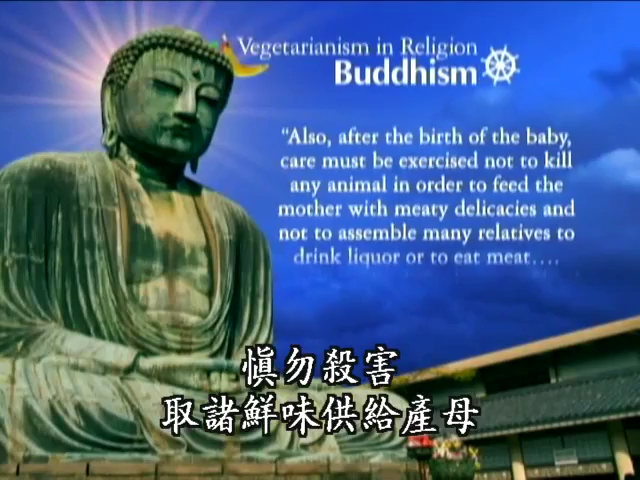 Vegetarianism in Religion
Buddhism
“Also, after the birth of the baby,
care must be exercised not to kill
any animal in order to feed the
mother with meaty delicacies and
not to assemble many relatives to
drink liquor or to eat meat....
慎勿殺害
取諸鮮味供給產母